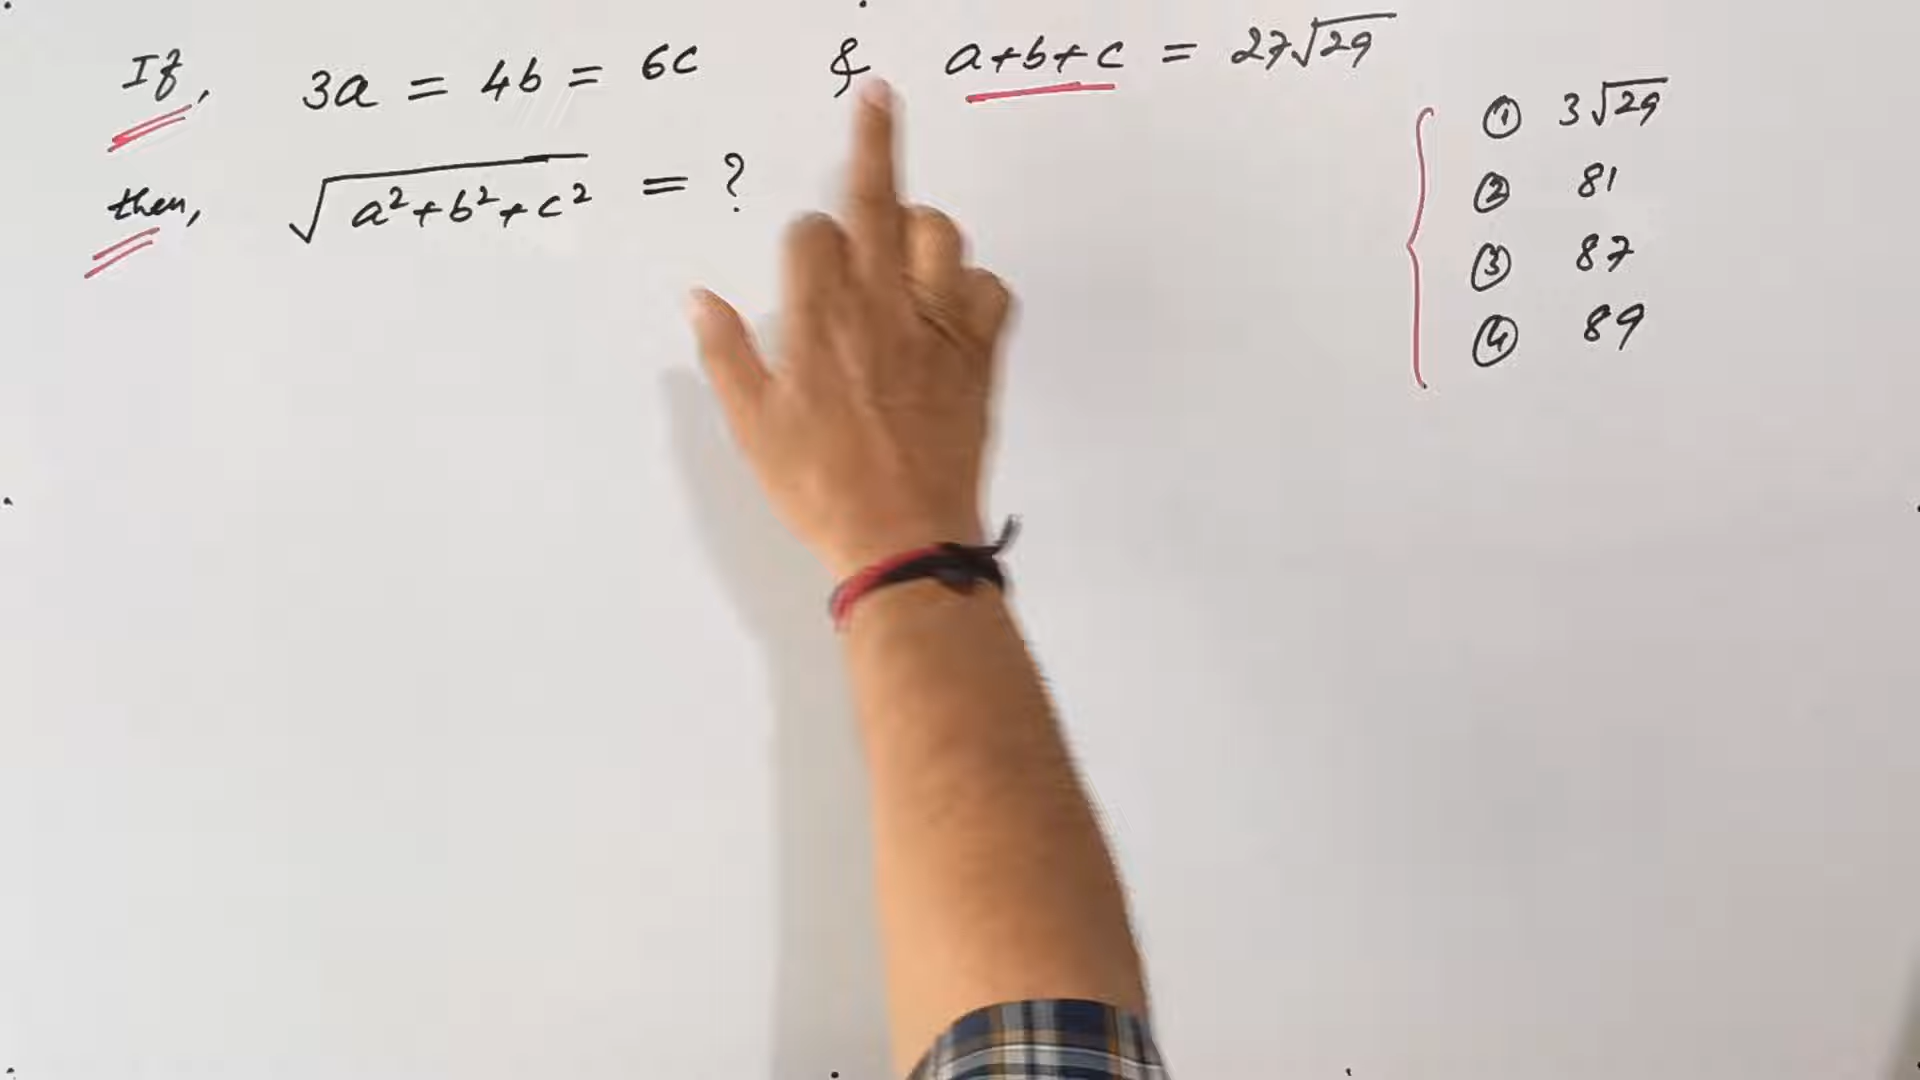 If, 3a = 4b = 6c & a+b+c = 27√29
then, √a²+b²+c² = ?
① 3√29
② 81
③ 87
④ 89